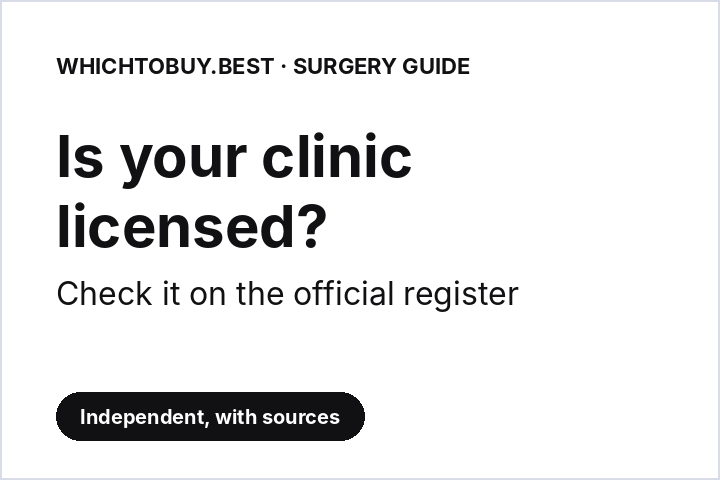 WHICHTOBUY.BEST · SURGERY GUIDE
Is your clinic
licensed?
Check it on the official register
Independent, with sources